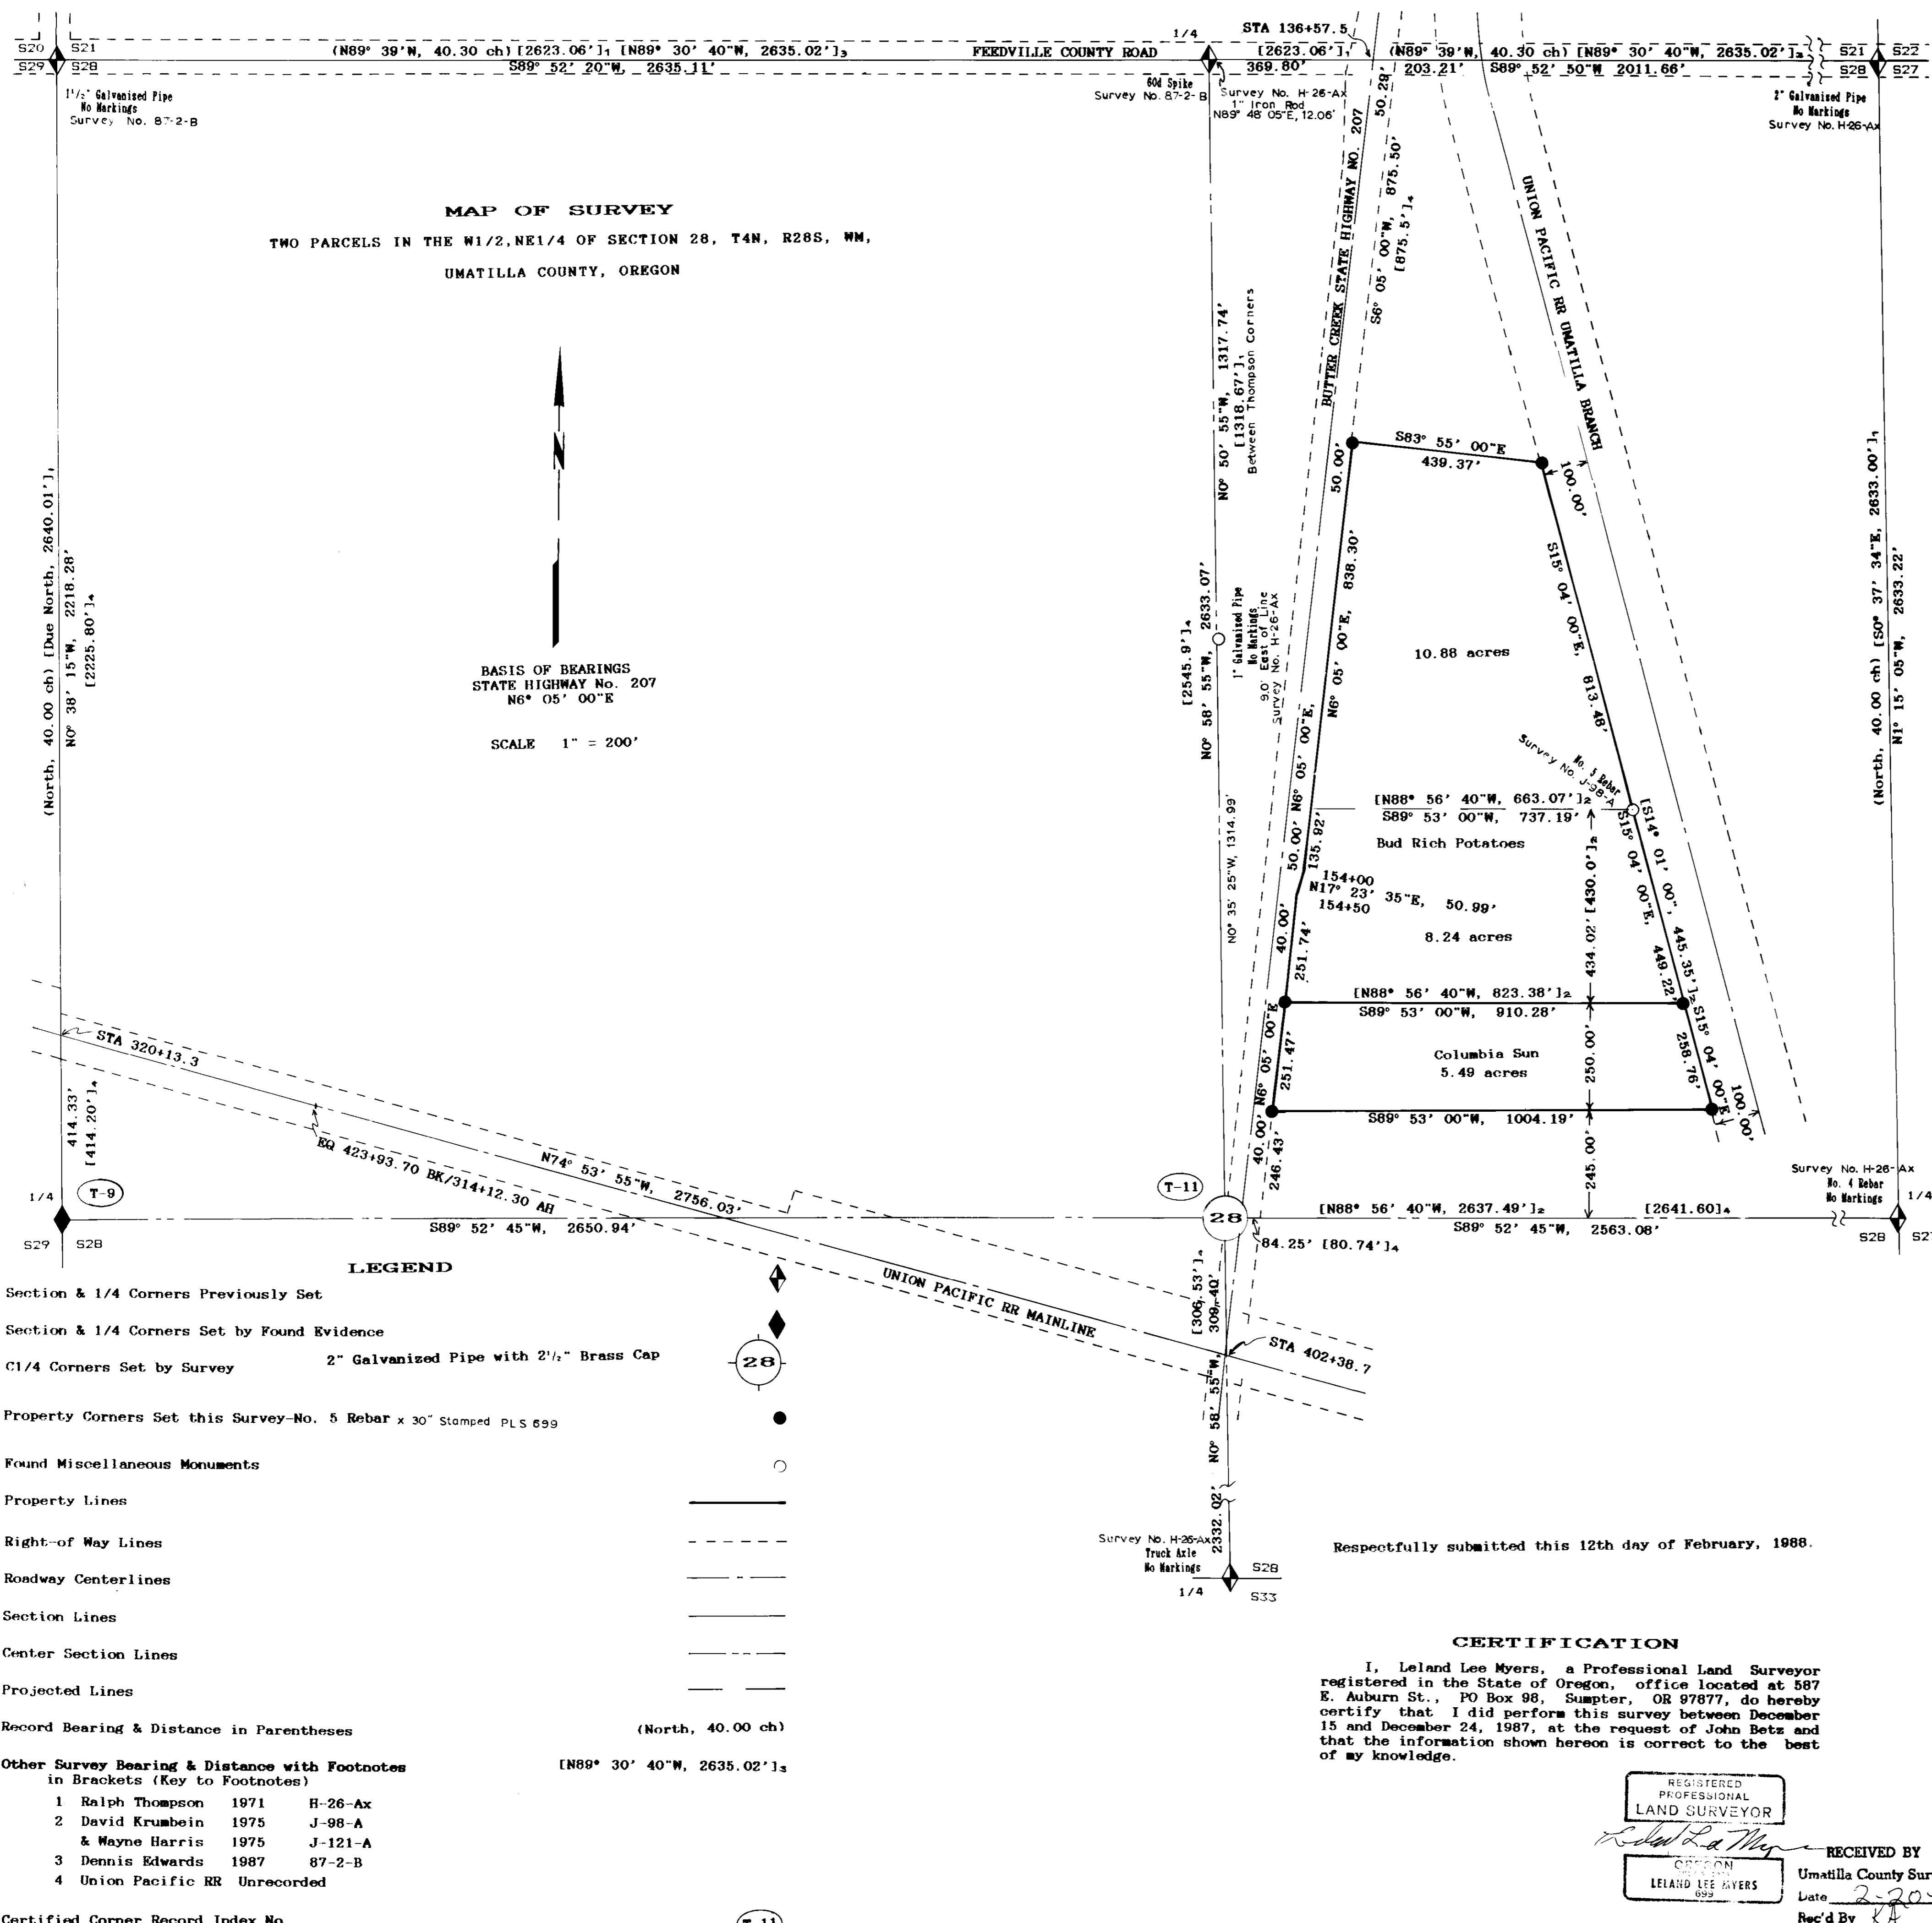 S20 S21
S29 S28
(N89° 39'W, 40.30 ch) [2623.06']₁ [N89° 30' 40"W, 2635.02']₃
S89° 52' 20"W, 2635.11'
FEEDVILLE COUNTY ROAD
1/4
STA 136+57.5
[2623.06']₁ (N89° 39'W, 40.30 ch) [N89° 30' 40"W, 2635.02']₃
369.80' 203.21' S89° 52' 50"W 2011.66'
S21 S22
S28 S27
1 1/2" Galvanized Pipe
No Markings
Survey No. 87-2-B
60d Spike
Survey No. 87-2-B
Survey No. H-26-Ax
1" Iron Rod
N89° 48' 05"E, 12.06'
2" Galvanized Pipe
No Markings
Survey No. H-26-Ax
MAP OF SURVEY
TWO PARCELS IN THE W1/2,NE1/4 OF SECTION 28, T4N, R28S, WM,
UMATILLA COUNTY, OREGON
N
BASIS OF BEARINGS
STATE HIGHWAY No. 207
N6° 05' 00"E
SCALE 1" = 200'
(North, 40.00 ch) [Due North, 2640.01']₁
N0° 38' 15"W, 2218.28'
[2225.80']₄
414.33'
[414.20']₄
N0° 50' 55"W, 1317.74'
[1318.67']₁
Between Thompson Corners
[2545.9']₄
N0° 58' 55"W, 2633.07'
1" Galvanized Pipe
No Markings
9.0' East of Line
Survey No. H-26-Ax
N0° 35' 25"W, 1314.99'
BUTTER CREEK STATE HIGHWAY NO. 207
50.29'
S6° 05' 00"W, 875.50'
[875.5']₄
UNION PACIFIC RR UMATILLA BRANCH
S83° 55' 00"E
439.37'
50.00'
100.00'
N6° 05' 00"E, 838.30'
S15° 04' 00"E, 813.48'
10.88 acres
No. 5 Rebar
Survey No. J-98-A
[N88° 56' 40"W, 663.07']₂
S89° 53' 00"W, 737.19'
Bud Rich Potatoes
50.00' N6° 05' 00"E,
135.92'
154+00
N17° 23' 35"E, 50.99'
154+50
8.24 acres
40.00'
251.74'
434.02' [430.0']₂
[S14° 01' 00", 445.35']₂
S15° 04' 00"E, 449.22'
[N88° 56' 40"W, 823.38']₂
S89° 53' 00"W, 910.28'
Columbia Sun
5.49 acres
40.00' N6° 05' 00"E
251.47'
250.00'
S15° 04' 00"E
258.76'
100.00'
S89° 53' 00"W, 1004.19'
246.43'
245.00'
(North, 40.00 ch) [S0° 37' 34"E, 2633.00']₁
N1° 15' 05"W, 2633.22'
STA 320+13.3
EQ 423+93.70 BK/314+12.30 AH
N74° 53' 55"W, 2756.03'
T-9
1/4
S29 S28
S89° 52' 45"W, 2650.94'
T-11
28
[N88° 56' 40"W, 2637.49']₂ [2641.60]₄
S89° 52' 45"W, 2563.08'
84.25' [80.74']₄
Survey No. H-26-Ax
No. 4 Rebar
No Markings
1/4
S28
UNION PACIFIC RR MAINLINE
[306.53']₄
309.40'
STA 402+38.7
N0° 58' 55"W,
2332.02'
Survey No. H-26-Ax
Truck Axle
No Markings
1/4
S28
S33
LEGEND
Section & 1/4 Corners Previously Set
Section & 1/4 Corners Set by Found Evidence
C1/4 Corners Set by Survey 2" Galvanized Pipe with 2 1/2" Brass Cap 28
Property Corners Set this Survey-No. 5 Rebar x 30" Stamped PLS 699
Found Miscellaneous Monuments
Property Lines
Right-of Way Lines
Roadway Centerlines
Section Lines
Center Section Lines
Projected Lines
Record Bearing & Distance in Parentheses (North, 40.00 ch)
Other Survey Bearing & Distance with Footnotes [N89° 30' 40"W, 2635.02']₃
in Brackets (Key to Footnotes)
1 Ralph Thompson 1971 H-26-Ax
2 David Krumbein 1975 J-98-A
& Wayne Harris 1975 J-121-A
3 Dennis Edwards 1987 87-2-B
4 Union Pacific RR Unrecorded
Certified Corner Record Index No. T-11
Respectfully submitted this 12th day of February, 1988.
CERTIFICATION
I, Leland Lee Myers, a Professional Land Surveyor
registered in the State of Oregon, office located at 587
E. Auburn St., PO Box 98, Sumpter, OR 97877, do hereby
certify that I did perform this survey between December
15 and December 24, 1987, at the request of John Betz and
that the information shown hereon is correct to the best
of my knowledge.
REGISTERED
PROFESSIONAL
LAND SURVEYOR
OREGON
LELAND LEE MYERS
699
RECEIVED BY
Umatilla County Sur
Date 2-20-
Rec'd By KA